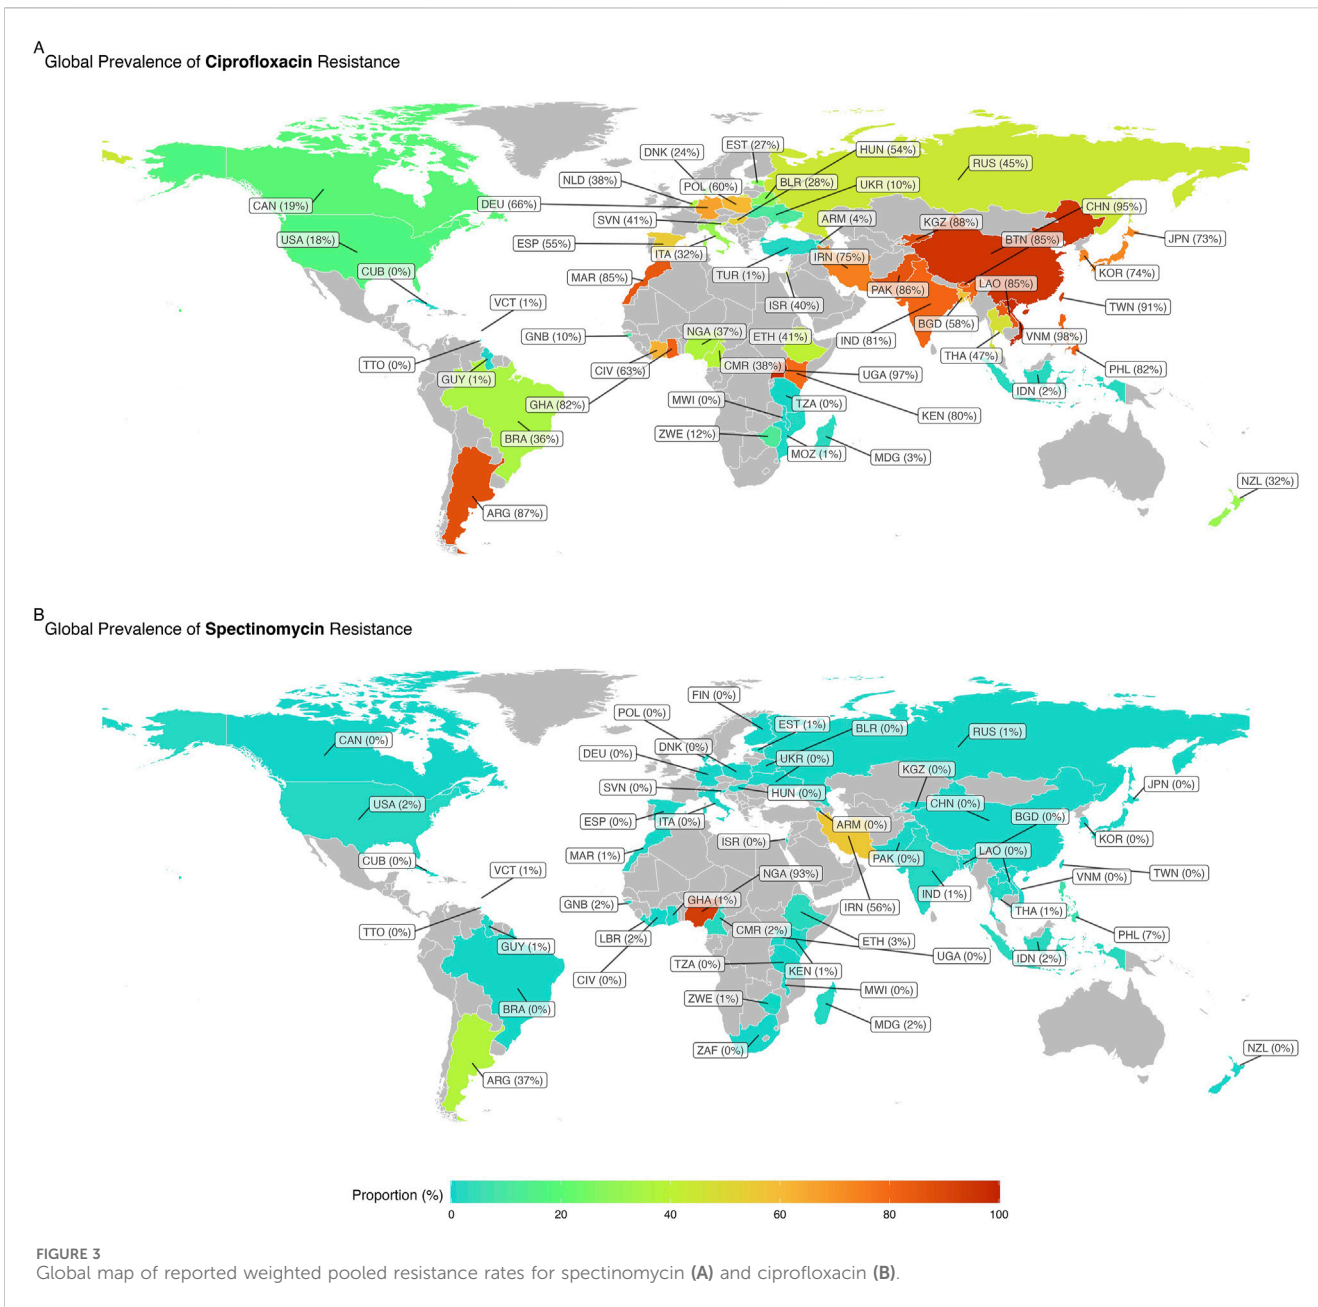 A
Global Prevalence of Ciprofloxacin Resistance
DNK (24%)
EST (27%)
HUN (54%)
RUS (45%)
NLD (38%)
POL (60%)
BLR (28%)
UKR (10%)
CAN (19%)
DEU (66%)
CHN (95%)
SVN (41%)
ARM (4%)
KGZ (88%)
USA (18%)
ESP (55%)
ITA (32%)
IRN (75%)
BTN (85%)
JPN (73%)
CUB (0%)
MAR (85%)
TUR (1%)
PAK (86%)
LAO (85%)
KOR (74%)
VCT (1%)
ISR (40%)
TWN (91%)
GNB (10%)
NGA (37%)
ETH (41%)
IND (81%)
BGD (58%)
VNM (98%)
TTO (0%)
GUY (1%)
CIV (63%)
CMR (38%)
UGA (97%)
THA (47%)
PHL (82%)
GHA (82%)
MWI (0%)
TZA (0%)
KEN (80%)
IDN (2%)
BRA (36%)
ZWE (12%)
MOZ (1%)
MDG (3%)
NZL (32%)
ARG (87%)
B
Global Prevalence of Spectinomycin Resistance
FIN (0%)
POL (0%)
EST (1%)
BLR (0%)
RUS (1%)
CAN (0%)
DEU (0%)
DNK (0%)
UKR (0%)
KGZ (0%)
JPN (0%)
SVN (0%)
HUN (0%)
CHN (0%)
USA (2%)
ESP (0%)
ITA (0%)
ARM (0%)
BGD (0%)
KOR (0%)
CUB (0%)
MAR (1%)
ISR (0%)
PAK (0%)
LAO (0%)
VCT (1%)
NGA (93%)
VNM (0%)
TWN (0%)
GNB (2%)
GHA (1%)
IRN (56%)
IND (1%)
THA (1%)
TTO (0%)
GUY (1%)
LBR (2%)
CMR (2%)
ETH (3%)
PHL (7%)
CIV (0%)
TZA (0%)
KEN (1%)
UGA (0%)
IDN (2%)
BRA (0%)
ZWE (1%)
MWI (0%)
MDG (2%)
ZAF (0%)
NZL (0%)
ARG (37%)
Proportion (%)
0 20 40 60 80 100
FIGURE 3
Global map of reported weighted pooled resistance rates for spectinomycin (A) and ciprofloxacin (B).